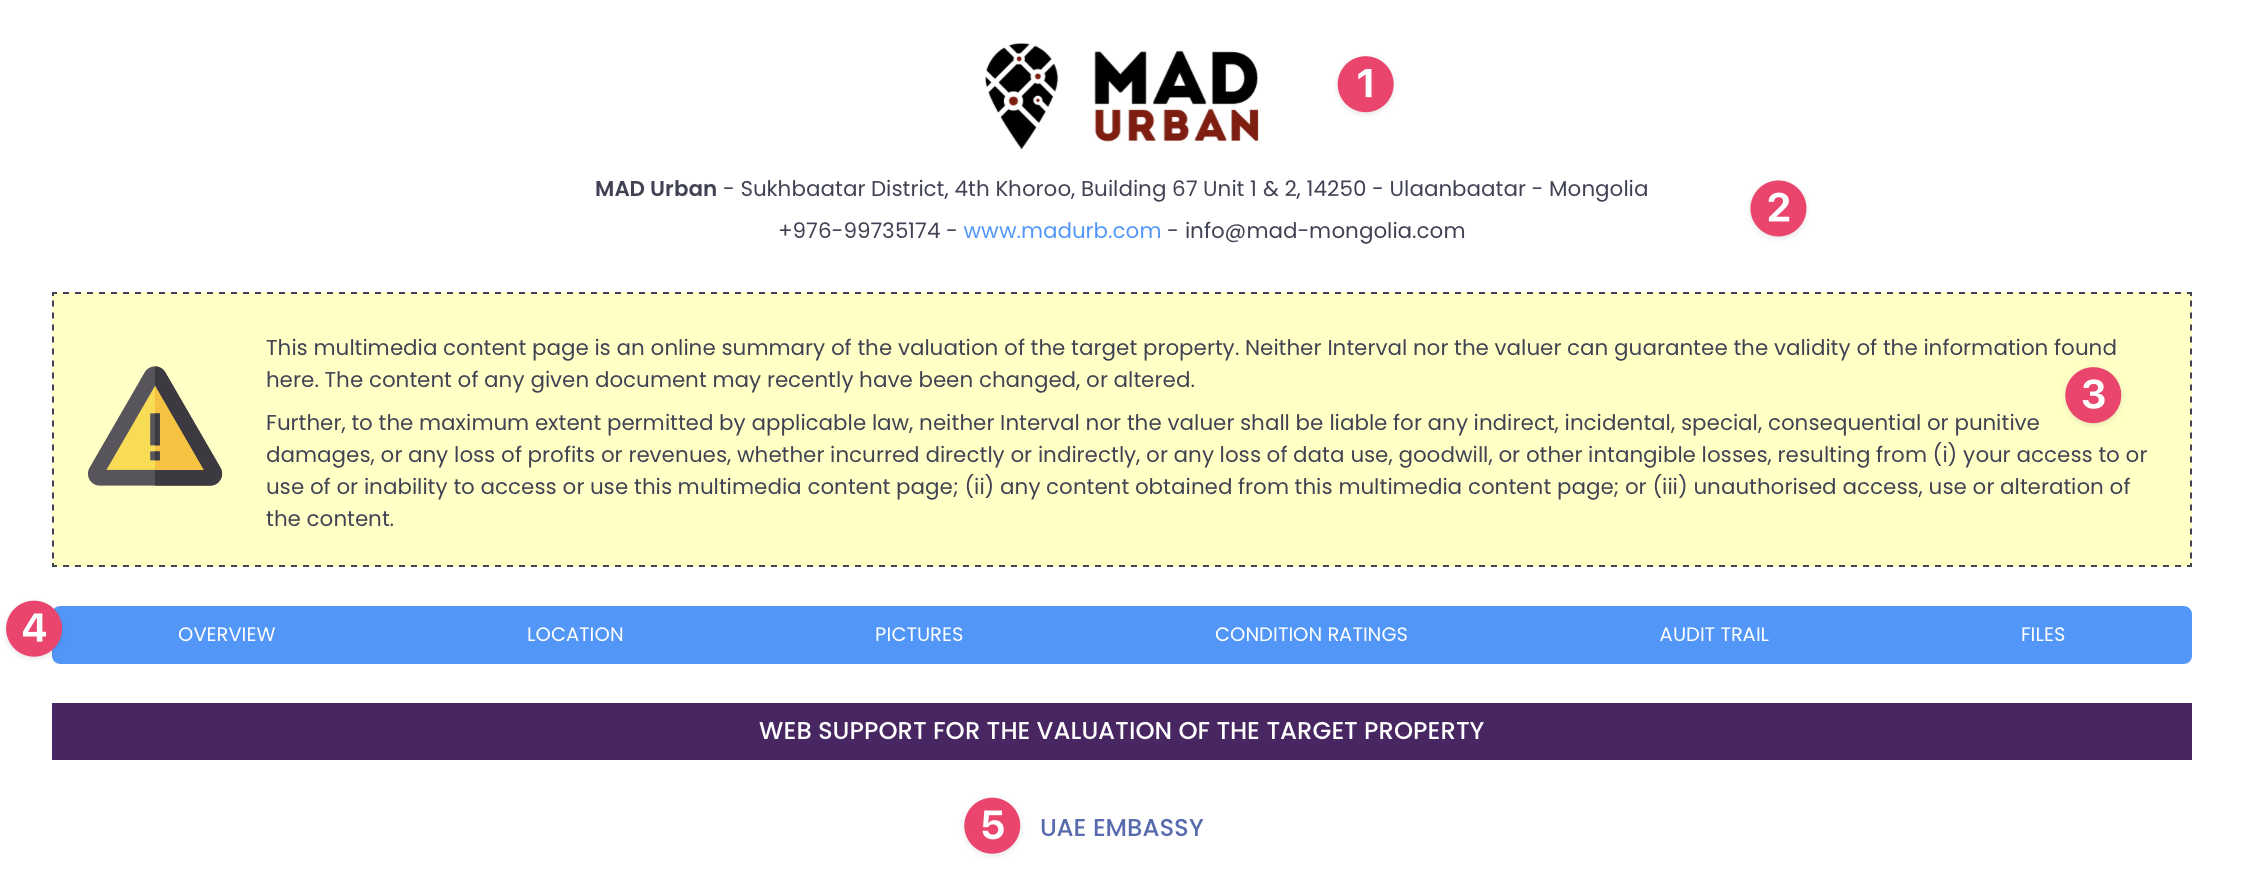 MAD
URBAN
1
MAD Urban - Sukhbaatar District, 4th Khoroo, Building 67 Unit 1 & 2, 14250 - Ulaanbaatar - Mongolia
2
+976-99735174 - www.madurb.com - info@mad-mongolia.com
This multimedia content page is an online summary of the valuation of the target property. Neither Interval nor the valuer can guarantee the validity of the information found
here. The content of any given document may recently have been changed, or altered.
3
Further, to the maximum extent permitted by applicable law, neither Interval nor the valuer shall be liable for any indirect, incidental, special, consequential or punitive
damages, or any loss of profits or revenues, whether incurred directly or indirectly, or any loss of data use, goodwill, or other intangible losses, resulting from (i) your access to or
use of or inability to access or use this multimedia content page; (ii) any content obtained from this multimedia content page; or (iii) unauthorised access, use or alteration of
the content.
4 OVERVIEW LOCATION PICTURES CONDITION RATINGS AUDIT TRAIL FILES
WEB SUPPORT FOR THE VALUATION OF THE TARGET PROPERTY
5 UAE EMBASSY